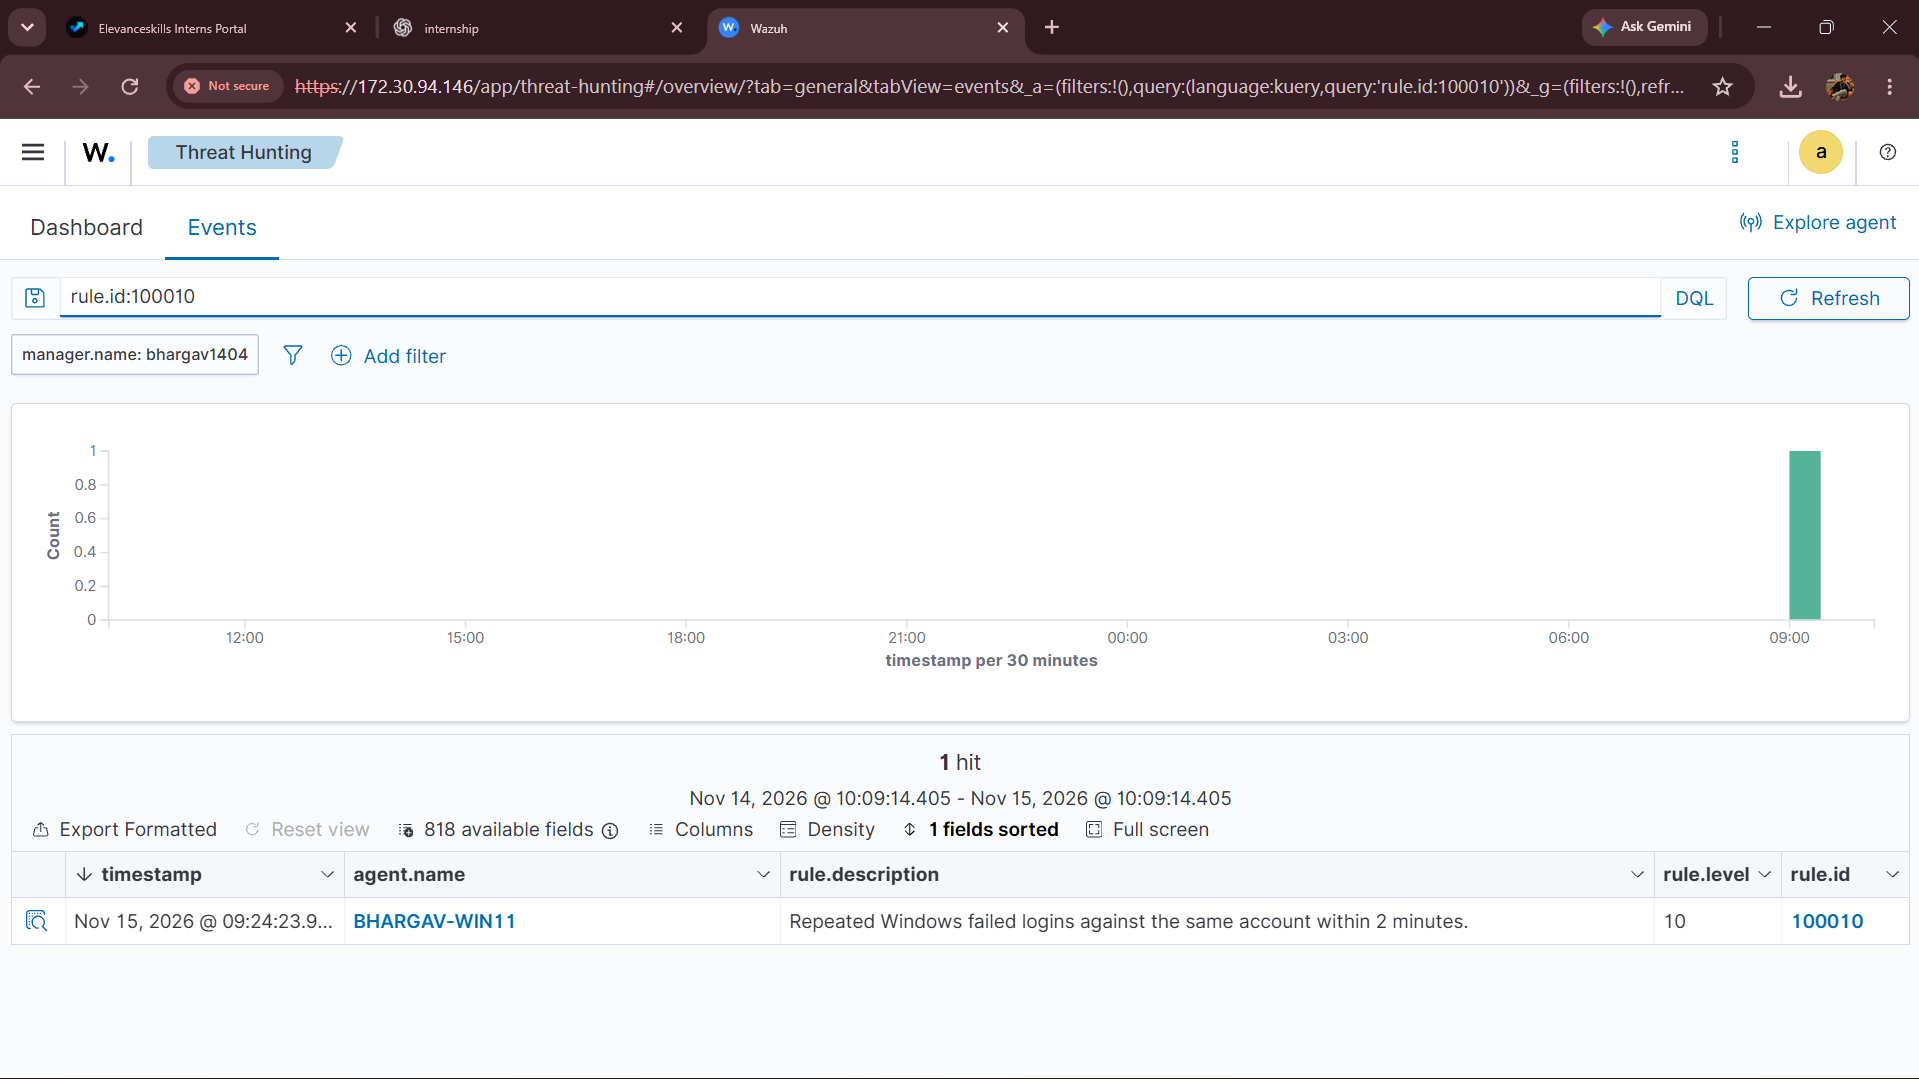 Elevanceskills Interns Portal
internship
Wazuh
Ask Gemini
Not secure
https://172.30.94.146/app/threat-hunting#/overview/?tab=general&tabView=events&_a=(filters:!(),query:(language:kuery,query:'rule.id:100010'))&_g=(filters:!(),refr...
W.
Threat Hunting
a
Dashboard
Events
Explore agent
rule.id:100010
DQL
Refresh
manager.name: bhargav1404
Add filter
1
0.8
0.6
0.4
0.2
0
Count
12:00
15:00
18:00
21:00
00:00
03:00
06:00
09:00
timestamp per 30 minutes
1 hit
Nov 14, 2026 @ 10:09:14.405 - Nov 15, 2026 @ 10:09:14.405
Export Formatted
Reset view
818 available fields
Columns
Density
1 fields sorted
Full screen
timestamp
agent.name
rule.description
rule.level
rule.id
Nov 15, 2026 @ 09:24:23.9...
BHARGAV-WIN11
Repeated Windows failed logins against the same account within 2 minutes.
10
100010